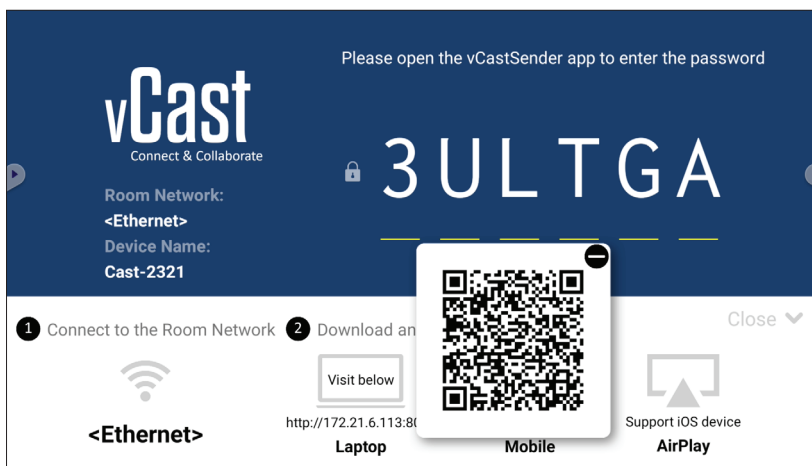 Please open the vCastSender app to enter the password
vCast
Connect & Collaborate
3ULTGA
Room Network:
<Ethernet>
Device Name:
Cast-2321
1 Connect to the Room Network
2 Download an
Close
Visit below
http://172.21.6.113:80
Support iOS device
<Ethernet>
Laptop
Mobile
AirPlay